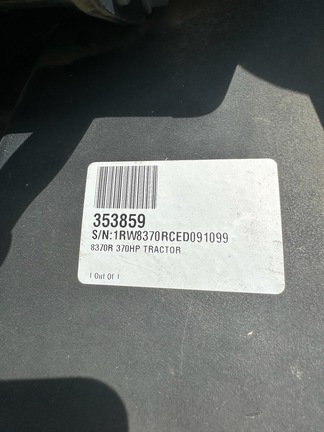 353859
S/N:1RW8370RCED091099
8370R 370HP TRACTOR
1 Out Of 1